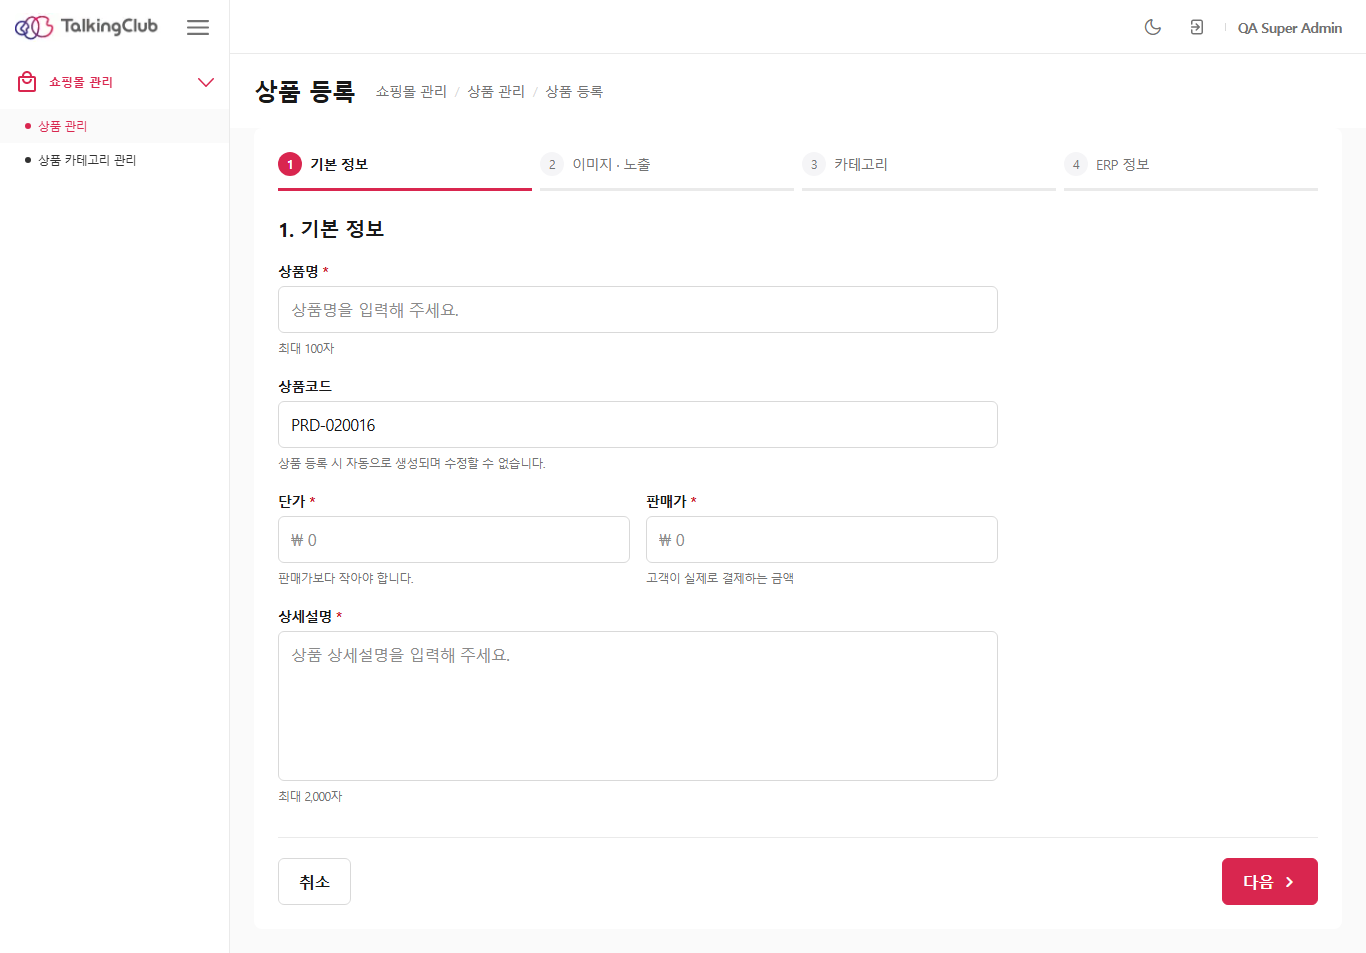 TalkingClub
QA Super Admin
쇼핑몰 관리
상품 관리
상품 카테고리 관리
상품 등록
쇼핑몰 관리 / 상품 관리 / 상품 등록
1 기본 정보
2 이미지 · 노출
3 카테고리
4 ERP 정보
1. 기본 정보
상품명 *
상품명을 입력해 주세요.
최대 100자
상품코드
PRD-020016
상품 등록 시 자동으로 생성되며 수정할 수 없습니다.
단가 *
판매가 *
₩ 0
₩ 0
판매가보다 작아야 합니다.
고객이 실제로 결제하는 금액
상세설명 *
상품 상세설명을 입력해 주세요.
최대 2,000자
취소
다음